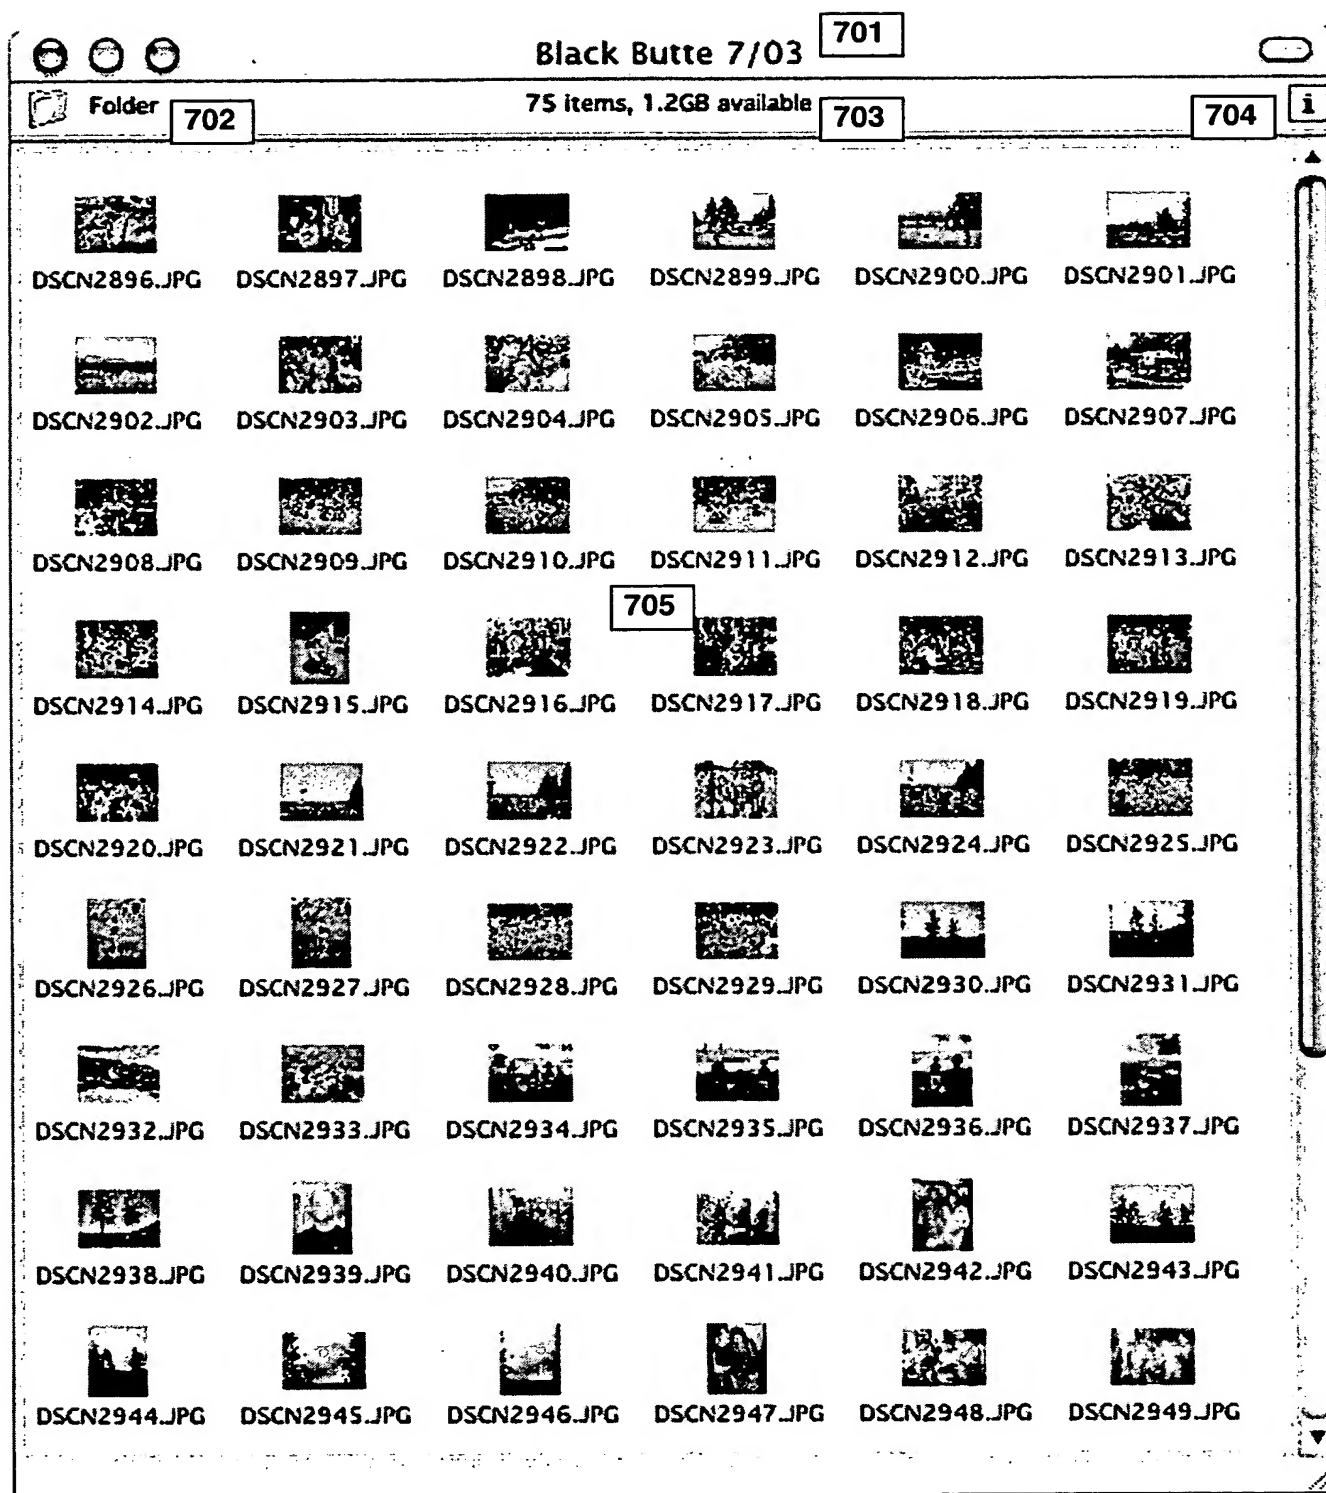 Black Butte 7/03 701
Folder 702 75 items, 1.2GB available 703 704 i
DSCN2896.JPG DSCN2897.JPG DSCN2898.JPG DSCN2899.JPG DSCN2900.JPG DSCN2901.JPG
DSCN2902.JPG DSCN2903.JPG DSCN2904.JPG DSCN2905.JPG DSCN2906.JPG DSCN2907.JPG
DSCN2908.JPG DSCN2909.JPG DSCN2910.JPG DSCN2911.JPG DSCN2912.JPG DSCN2913.JPG
705
DSCN2914.JPG DSCN2915.JPG DSCN2916.JPG DSCN2917.JPG DSCN2918.JPG DSCN2919.JPG
DSCN2920.JPG DSCN2921.JPG DSCN2922.JPG DSCN2923.JPG DSCN2924.JPG DSCN2925.JPG
DSCN2926.JPG DSCN2927.JPG DSCN2928.JPG DSCN2929.JPG DSCN2930.JPG DSCN2931.JPG
DSCN2932.JPG DSCN2933.JPG DSCN2934.JPG DSCN2935.JPG DSCN2936.JPG DSCN2937.JPG
DSCN2938.JPG DSCN2939.JPG DSCN2940.JPG DSCN2941.JPG DSCN2942.JPG DSCN2943.JPG
DSCN2944.JPG DSCN2945.JPG DSCN2946.JPG DSCN2947.JPG DSCN2948.JPG DSCN2949.JPG